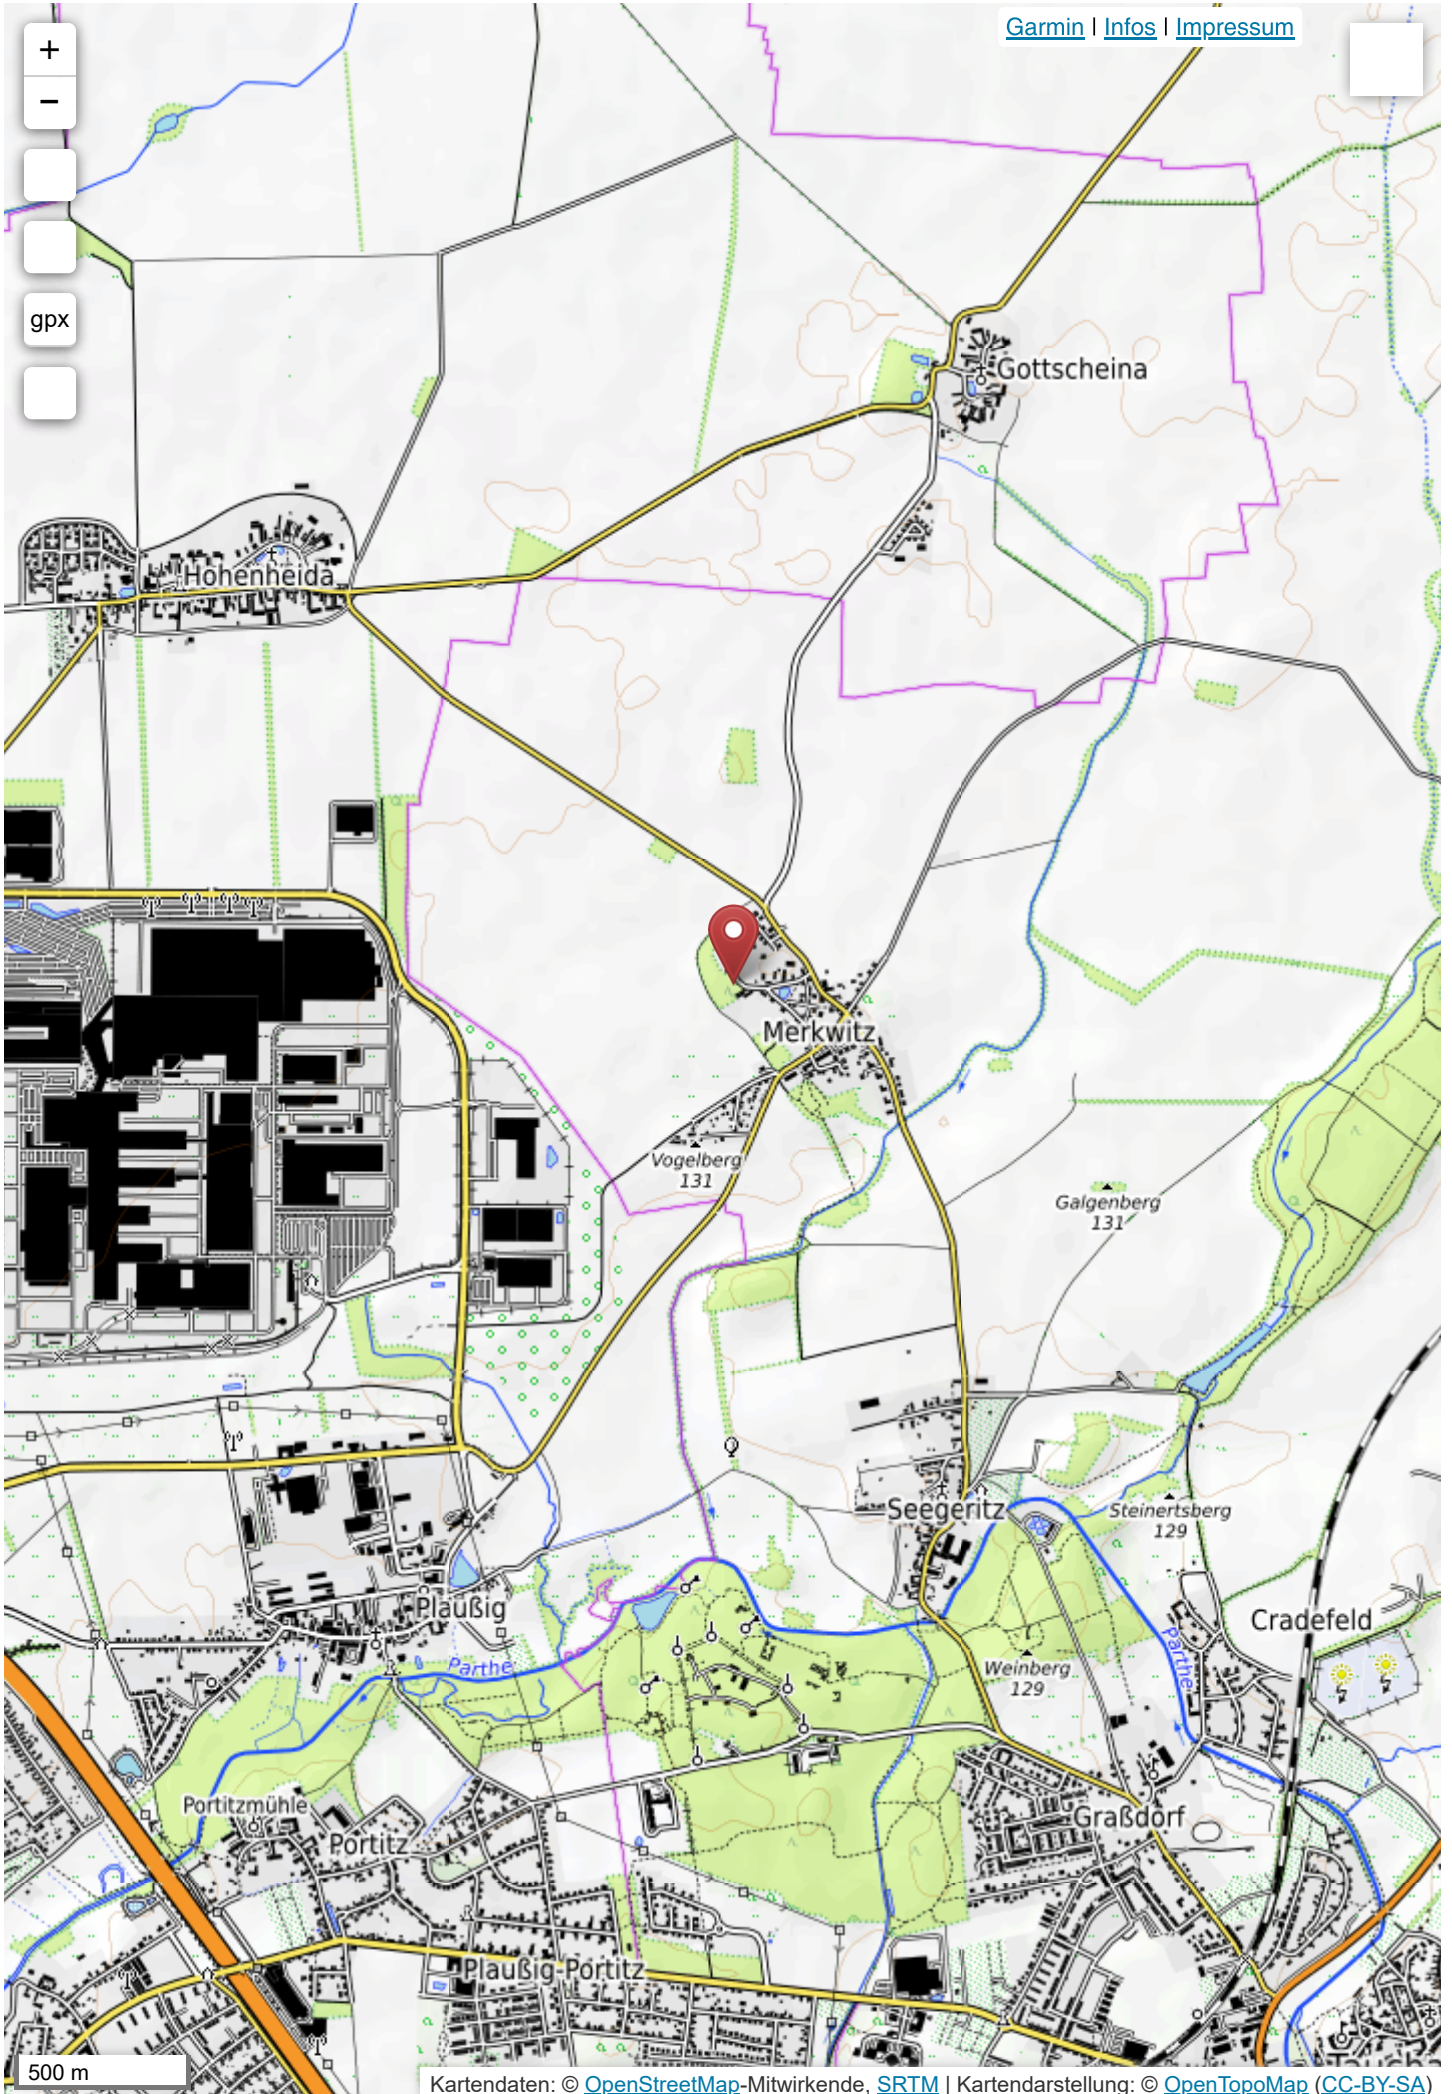 Garmin | Infos | Impressum
+
−
gpx
Gottscheina
Hohenheida
Merkwitz
Vogelberg
131
Galgenberg
131
Seegeritz
Steinertsberg
129
Plaußig
Cradefeld
Parthe
Parthe
Weinberg
129
Portitzmühle
Portitz
Graßdorf
Plaußig-Portitz
500 m
Kartendaten: © OpenStreetMap-Mitwirkende, SRTM | Kartendarstellung: © OpenTopoMap (CC-BY-SA)